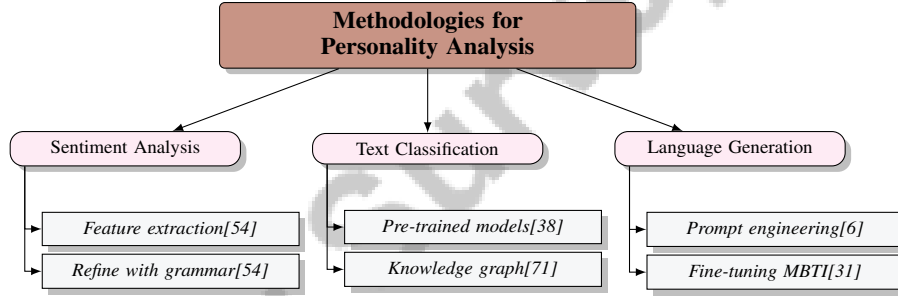 Methodologies for
Personality Analysis
Sentiment Analysis
Text Classification
Language Generation
Feature extraction[54]
Pre-trained models[38]
Prompt engineering[6]
Refine with grammar[54]
Knowledge graph[71]
Fine-tuning MBTI[31]